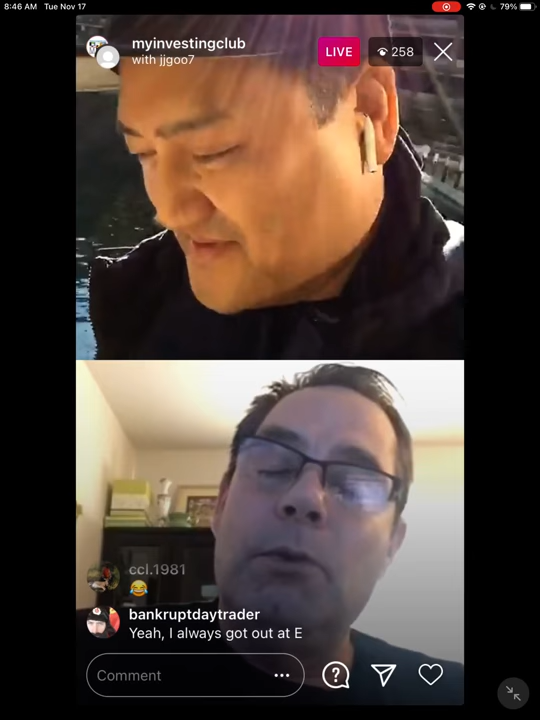 8:46 AM Tue Nov 17
79%
myinvestingclub
with jjgoo7
LIVE
258
ccl.1981
😂
bankruptdaytrader
Yeah, I always got out at E
Comment